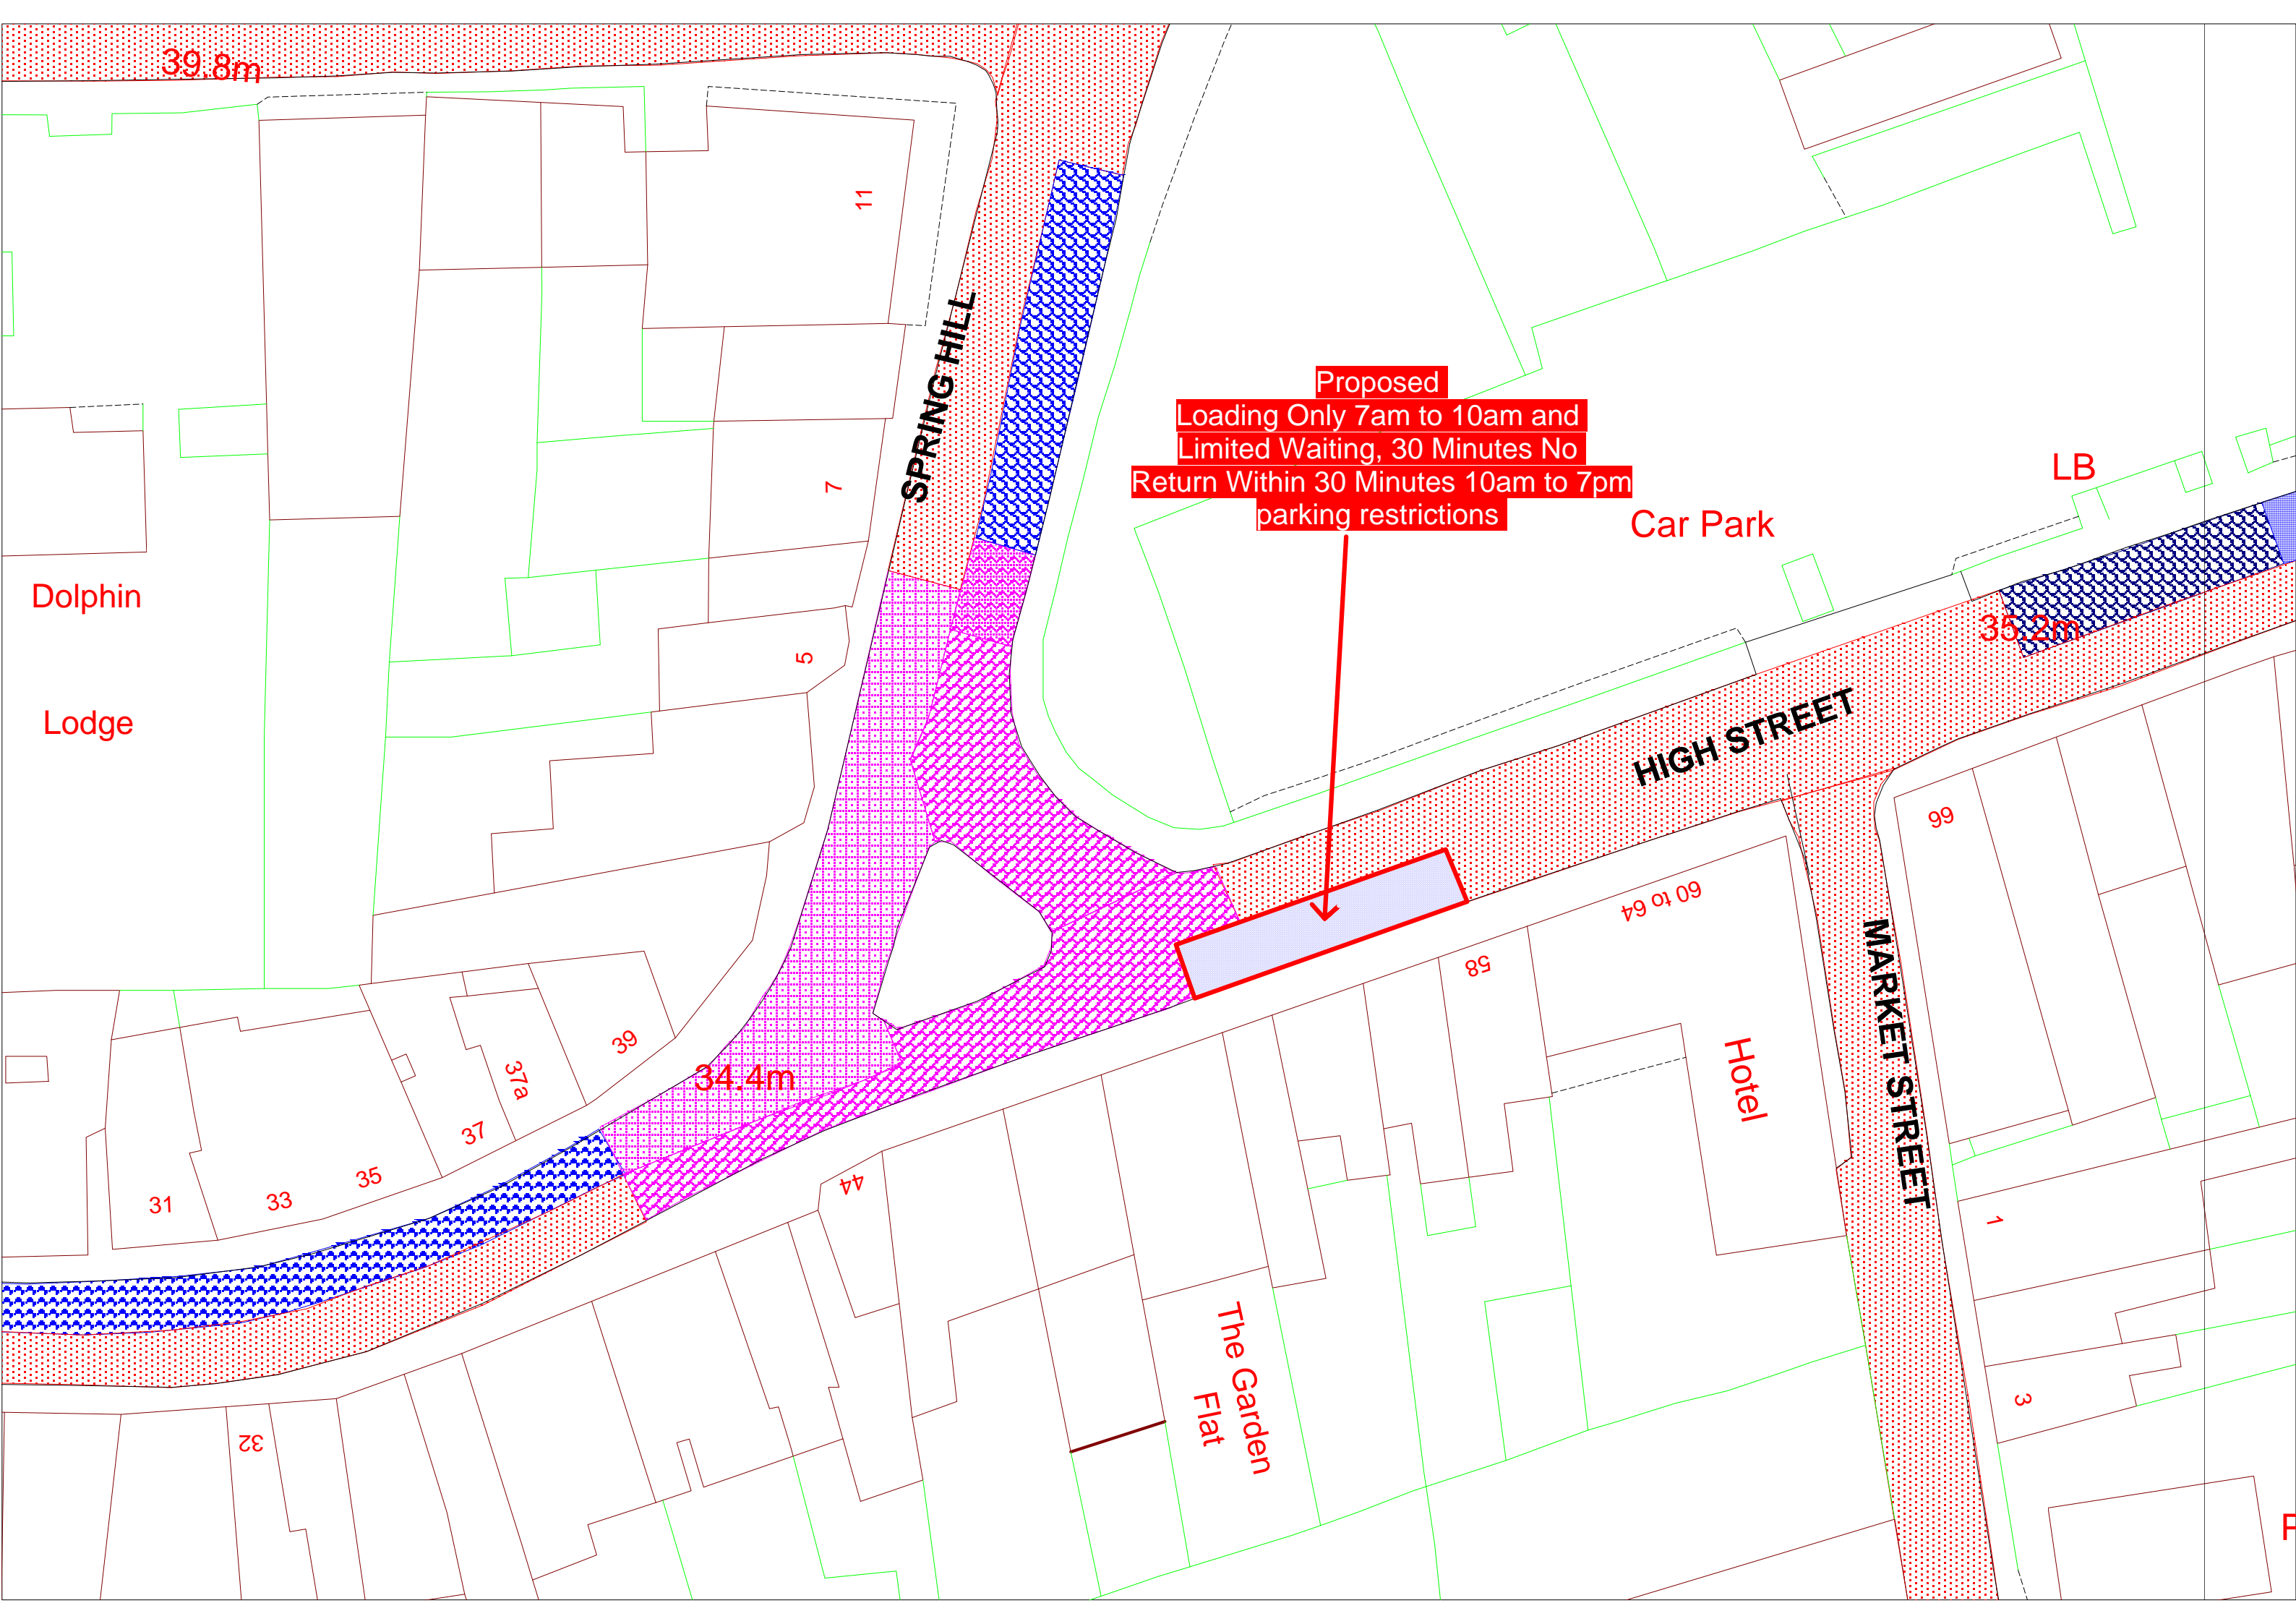 39.8m
11
SPRING HILL
7
Proposed
Loading Only 7am to 10am and
Limited Waiting, 30 Minutes No
Return Within 30 Minutes 10am to 7pm
parking restrictions
LB
Car Park
Dolphin
Lodge
5
35.2m
HIGH STREET
66
60 to 64
58
MARKET STREET
39
37a
37
35
33
31
34.4m
Hotel
44
1
The Garden
Flat
3
32